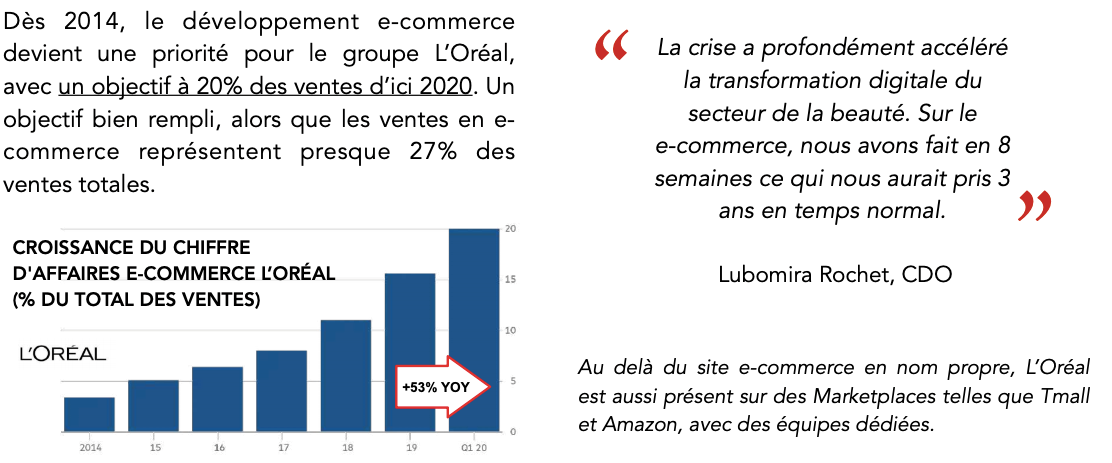 Dès 2014, le développement e-commerce
devient une priorité pour le groupe L’Oréal,
avec un objectif à 20% des ventes d’ici 2020. Un
objectif bien rempli, alors que les ventes en e-
commerce représentent presque 27% des
ventes totales.
CROISSANCE DU CHIFFRE
D'AFFAIRES E-COMMERCE L’ORÉAL
(% DU TOTAL DES VENTES)
L’ORÉAL
20
15
10
5
0
+53% YOY
2014 15 16 17 18 19 Q1 20
“ La crise a profondément accéléré
la transformation digitale du
secteur de la beauté. Sur le
e-commerce, nous avons fait en 8
semaines ce qui nous aurait pris 3
ans en temps normal. ”
Lubomira Rochet, CDO
Au delà du site e-commerce en nom propre, L’Oréal
est aussi présent sur des Marketplaces telles que Tmall
et Amazon, avec des équipes dédiées.